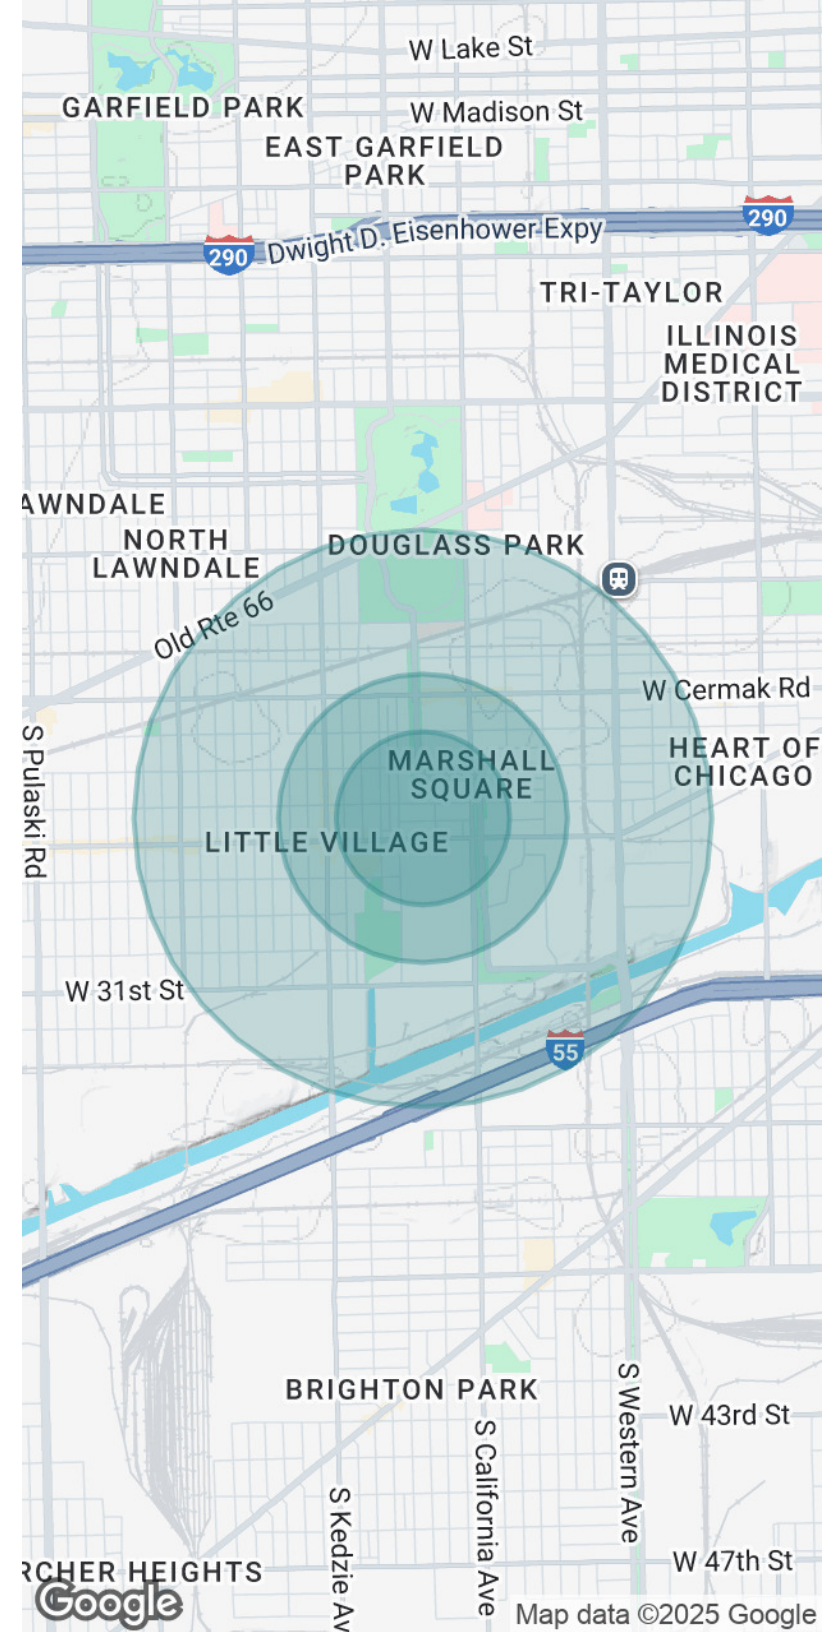 W Lake St
GARFIELD PARK
W Madison St
EAST GARFIELD
PARK
290
Dwight D. Eisenhower Expy
290
TRI-TAYLOR
ILLINOIS
MEDICAL
DISTRICT
AWNDALE
NORTH
LAWNDALE
DOUGLASS PARK
Old Rte 66
W Cermak Rd
S Pulaski Rd
MARSHALL
SQUARE
HEART OF
CHICAGO
LITTLE VILLAGE
W 31st St
55
BRIGHTON PARK
S Western Ave
W 43rd St
S California Ave
S Kedzie Av
W 47th St
RCHER HEIGHTS
Google
Map data ©2025 Google